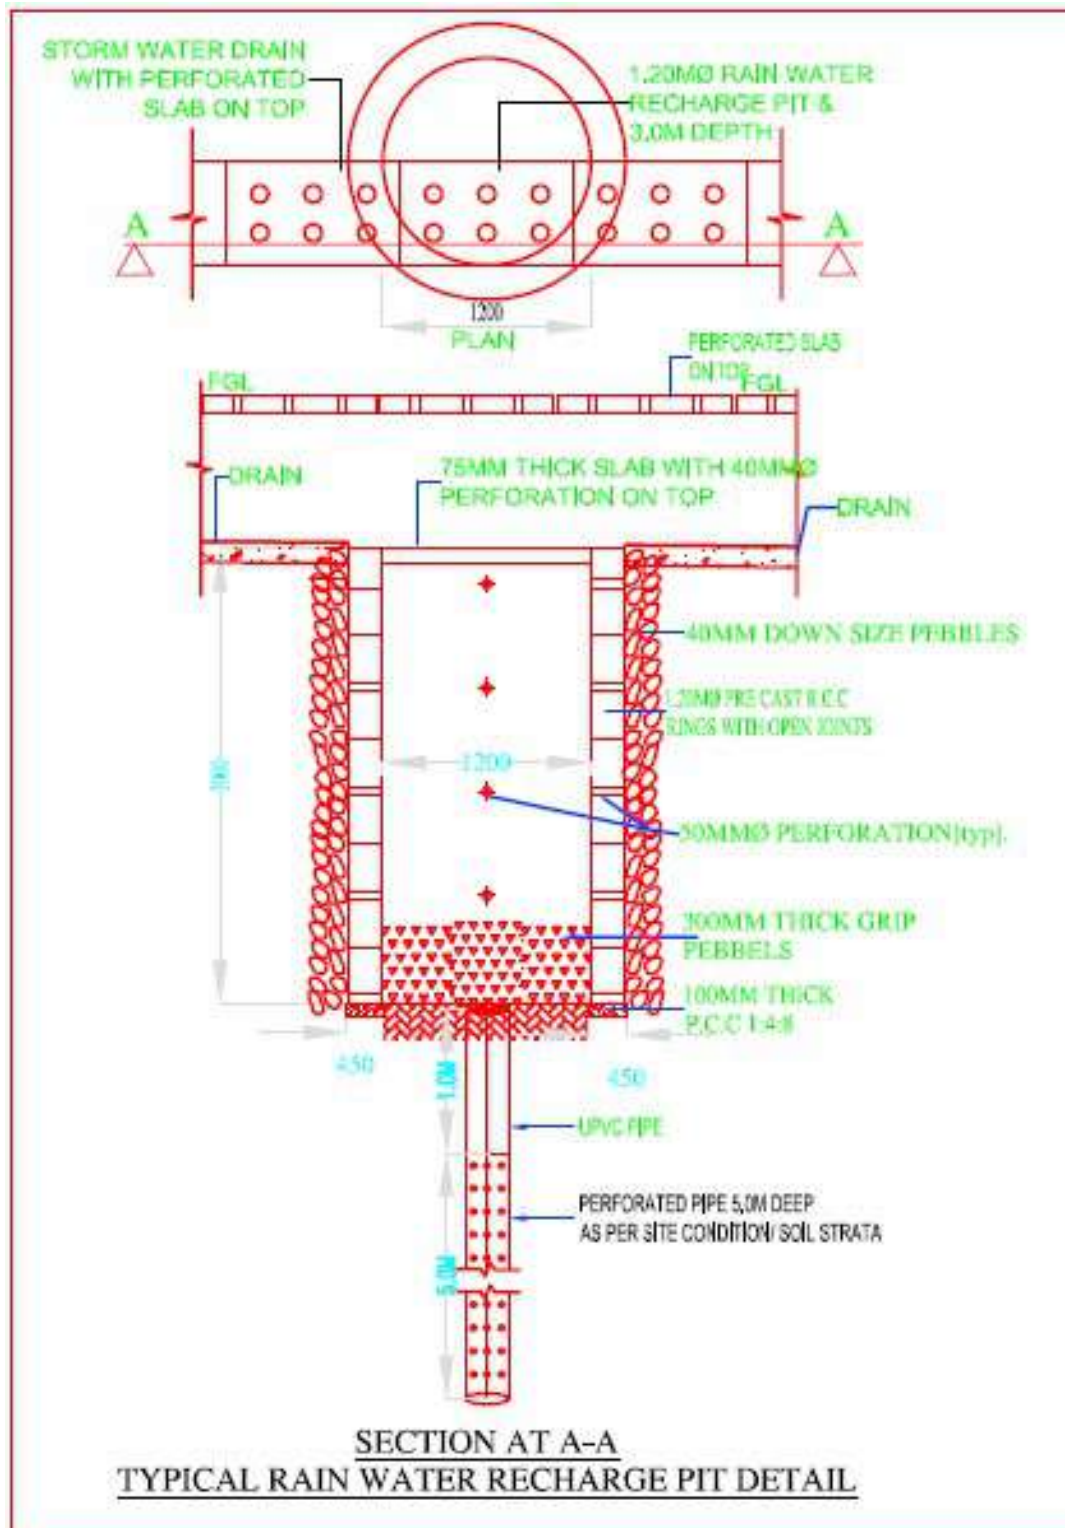 STORM WATER DRAIN
WITH PERFORATED
SLAB ON TOP
1.20MØ RAIN WATER
RECHARGE PIT &
3.0M DEPTH
A
A
1200
PLAN
PERFORATED SLAB
ON TOP
FGL
FGL
DRAIN
75MM THICK SLAB WITH 40MMØ
PERFORATION ON TOP
DRAIN
40MM DOWN SIZE PEBBLES
1.20MØ PRE CAST R.C.C
RINGS WITH OPEN JOINTS
1200
50MMØ PERFORATION[typ].
THICK GRIP
PEBBELS
100MM THICK
P.C.C 1:4:8
450
450
1.0M
UPVC PIPE
PERFORATED PIPE 5.0M DEEP
AS PER SITE CONDITION/ SOIL STRATA
5.0M
SECTION AT A-A
TYPICAL RAIN WATER RECHARGE PIT DETAIL